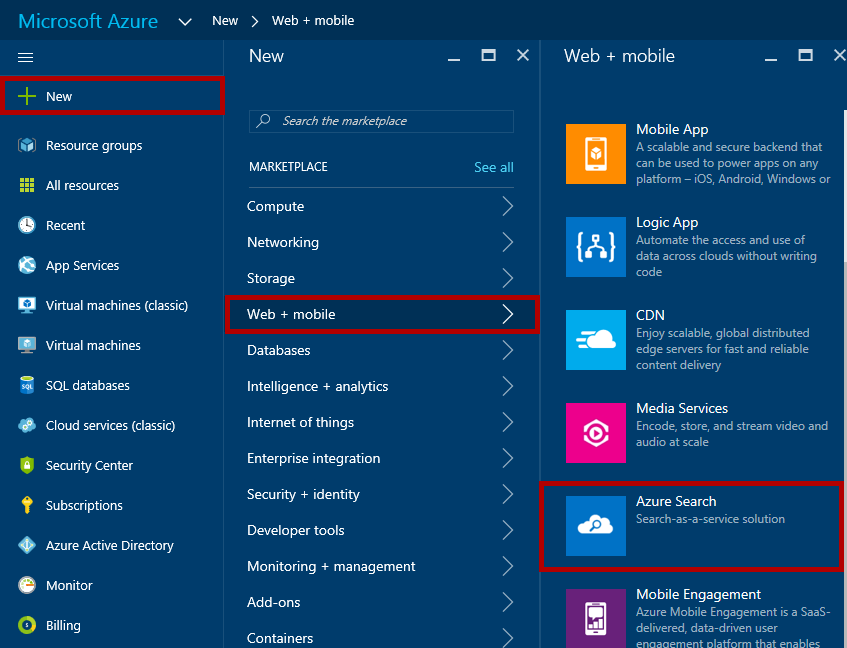 Microsoft Azure
New
Web + mobile
New
Resource groups
All resources
Recent
App Services
Virtual machines (classic)
Virtual machines
SQL databases
Cloud services (classic)
Security Center
Subscriptions
Azure Active Directory
Monitor
Billing
New
Search the marketplace
MARKETPLACE
See all
Compute
Networking
Storage
Web + mobile
Databases
Intelligence + analytics
Internet of things
Enterprise integration
Security + identity
Developer tools
Monitoring + management
Add-ons
Containers
Web + mobile
Mobile App
A scalable and secure backend that
can be used to power apps on any
platform – iOS, Android, Windows or
Logic App
Automate the access and use of
data across clouds without writing
code
CDN
Enjoy scalable, global distributed
edge servers for fast and reliable
content delivery
Media Services
Encode, store, and stream video and
audio at scale
Azure Search
Search-as-a-service solution
Mobile Engagement
Azure Mobile Engagement is a SaaS-
delivered, data-driven user
engagement platform that enables